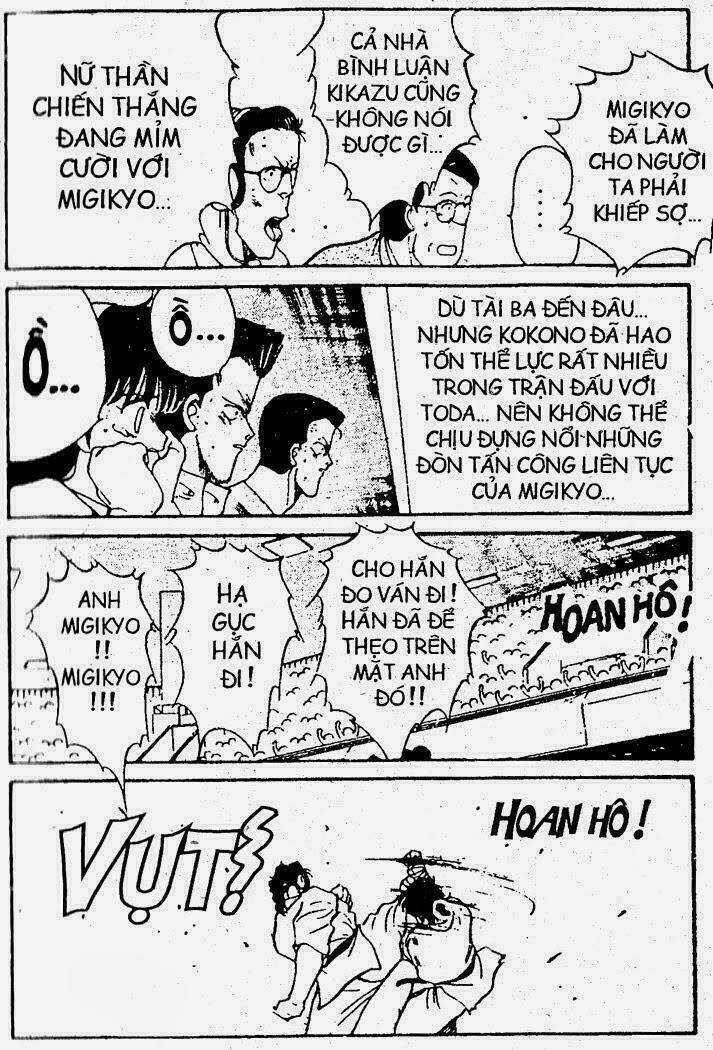 MIGIKYO
ĐÃ LÀM
CHO NGƯỜI
TA PHẢI
KHIẾP SỢ...
......
CẢ NHÀ
BÌNH LUẬN
KIKAZU CŨNG
KHÔNG NÓI
ĐƯỢC GÌ...
NỮ THẦN
CHIẾN THẮNG
ĐANG MỈM
CƯỜI VỚI
MIGIKYO...
DÙ TÀI BA ĐẾN ĐÂU...
NHƯNG KOKONO ĐÃ HAO
TỐN THỂ LỰC RẤT NHIỀU
TRONG TRẬN ĐẤU VỚI
TODA... NÊN KHÔNG THỂ
CHỊU ĐỰNG NỔI NHỮNG
ĐÒN TẤN CÔNG LIÊN TỤC
CỦA MIGIKYO...
Ồ...
Ồ...
HOAN HÔ!
CHO HẮN
ĐO VÁN ĐI!
HẮN ĐÃ ĐỂ
THẸO TRÊN
MẶT ANH
ĐÓ!!
HẠ
GỤC
HẮN
ĐI!
ANH
MIGIKYO
!!
MIGIKYO
!!!
HOAN HÔ!
VỤT!